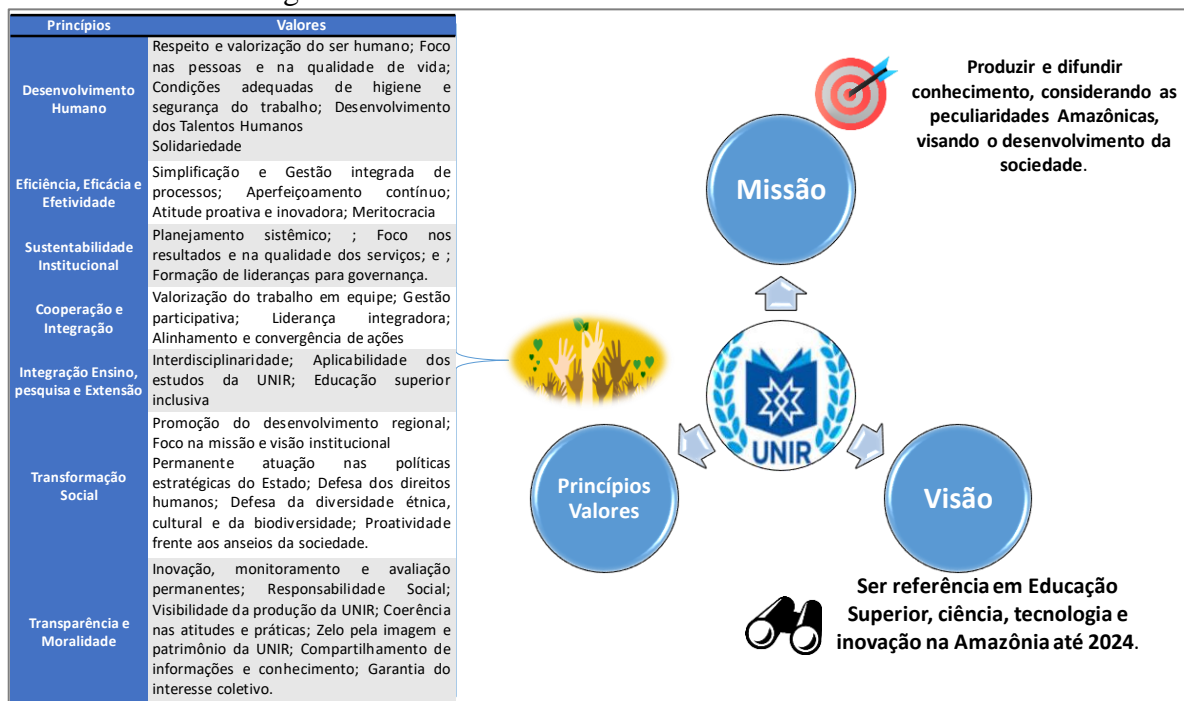 Princípios Valores
Desenvolvimento
Humano
Respeito e valorização do ser humano; Foco
nas pessoas e na qualidade de vida;
Condições adequadas de higiene e
segurança do trabalho; Desenvolvimento
dos Talentos Humanos
Solidariedade
Eficiência, Eficácia e
Efetividade
Simplificação e Gestão integrada de
processos; Aperfeiçoamento contínuo;
Atitude proativa e inovadora; Meritocracia
Sustentabilidade
Institucional
Planejamento sistêmico; ; Foco nos
resultados e na qualidade dos serviços; e ;
Formação de lideranças para governança.
Cooperação e
Integração
Valorização do trabalho em equipe; Gestão
participativa; Liderança integradora;
Alinhamento e convergência de ações
Integração Ensino,
pesquisa e Extensão
Interdisciplinaridade; Aplicabilidade dos
estudos da UNIR; Educação superior
inclusiva
Transformação
Social
Promoção do desenvolvimento regional;
Foco na missão e visão institucional
Permanente atuação nas políticas
estratégicas do Estado; Defesa dos direitos
humanos; Defesa da diversidade étnica,
cultural e da biodiversidade; Proatividade
frente aos anseios da sociedade.
Transparência e
Moralidade
Inovação, monitoramento e avaliação
permanentes; Responsabilidade Social;
Visibilidade da produção da UNIR; Coerência
nas atitudes e práticas; Zelo pela imagem e
patrimônio da UNIR; Compartilhamento de
informações e conhecimento; Garantia do
interesse coletivo.
Produzir e difundir
conhecimento, considerando as
peculiaridades Amazônicas,
visando o desenvolvimento da
sociedade.
Missão
UNIR
Princípios
Valores
Visão
Ser referência em Educação
Superior, ciência, tecnologia e
inovação na Amazônia até 2024.